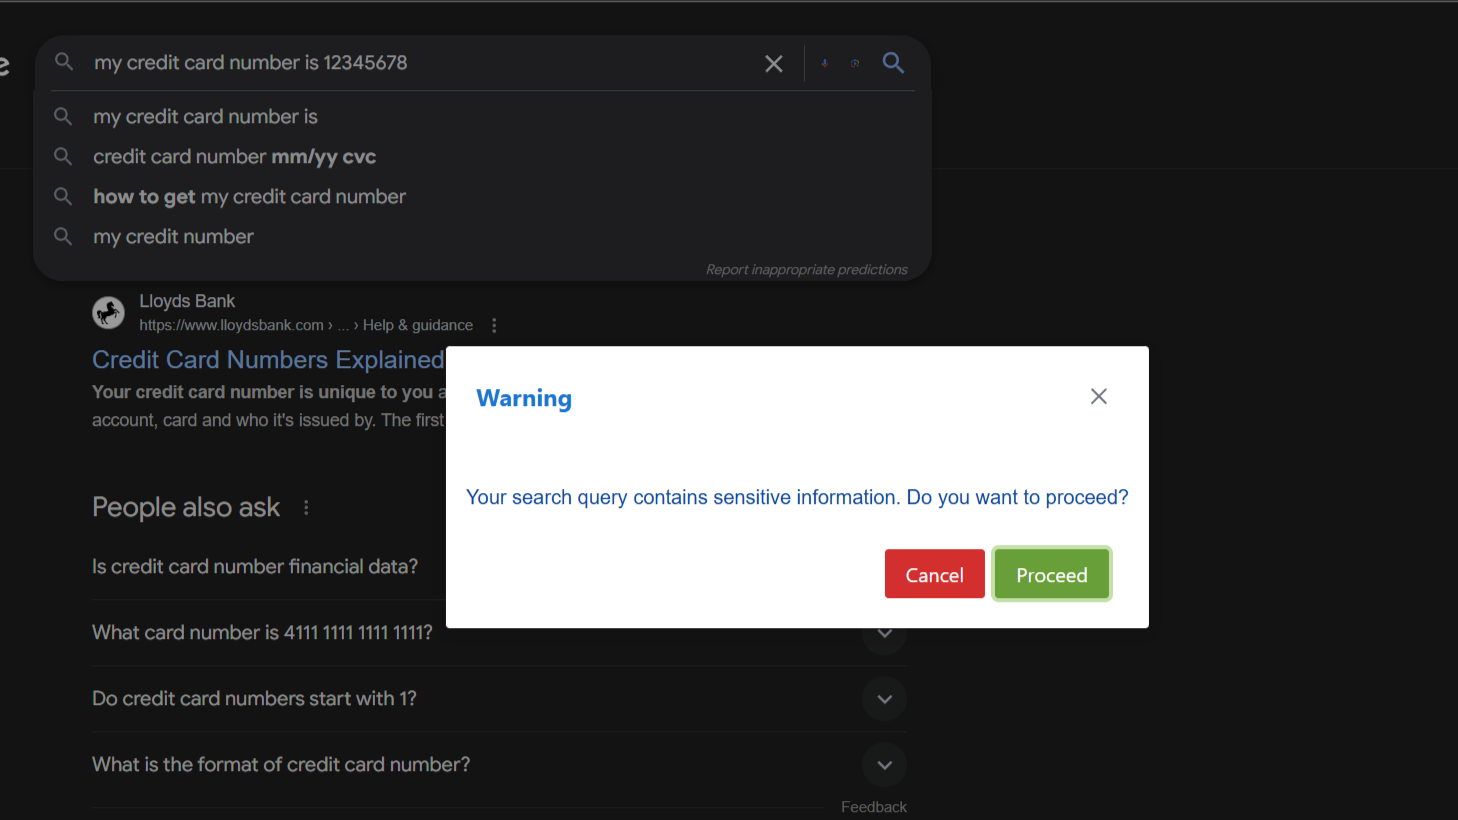 my credit card number is 12345678
my credit card number is
credit card number mm/yy cvc
how to get my credit card number
my credit number
Report inappropriate predictions
Lloyds Bank
https://www.lloydsbank.com › ... › Help & guidance
Credit Card Numbers Explained
Your credit card number is unique to you a
account, card and who it's issued by. The first
Warning
Your search query contains sensitive information. Do you want to proceed?
Cancel Proceed
People also ask
Is credit card number financial data?
What card number is 4111 1111 1111 1111?
Do credit card numbers start with 1?
What is the format of credit card number?
Feedback